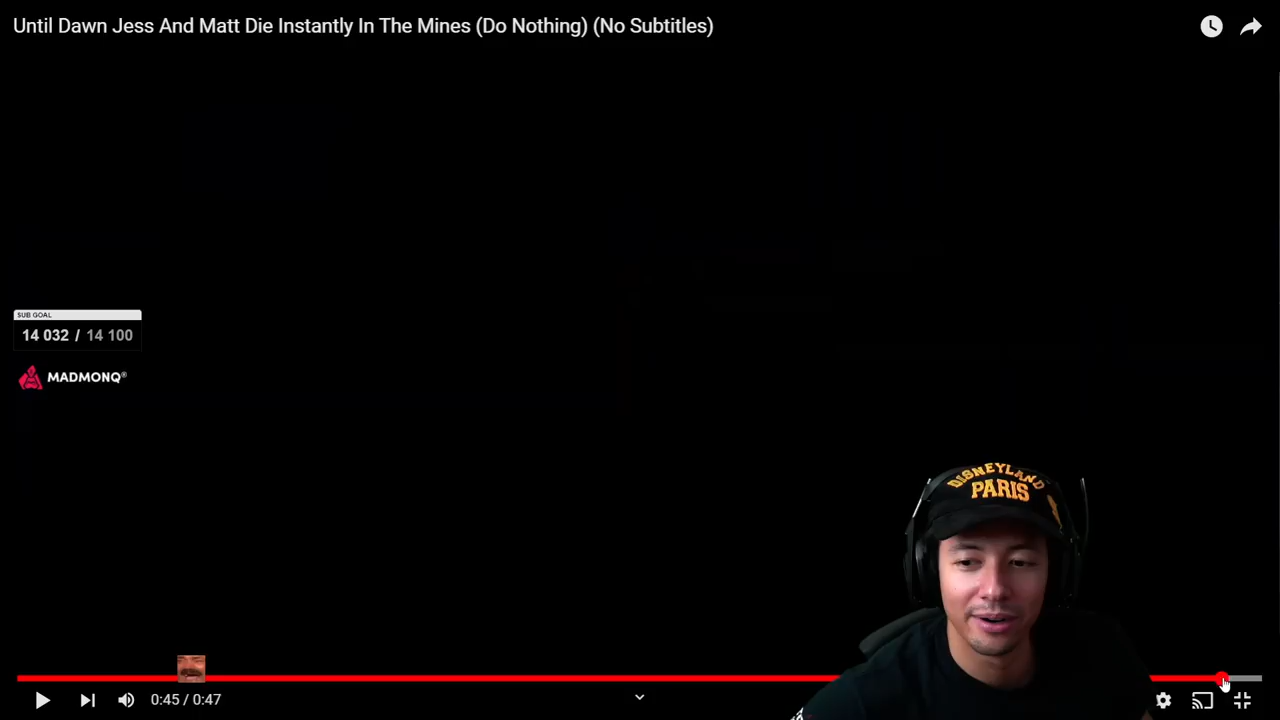 Until Dawn Jess And Matt Die Instantly In The Mines (Do Nothing) (No Subtitles)
SUB GOAL
14 032 / 14 100
MADMONQ®
DISNEYLAND
PARIS
0:45 / 0:47